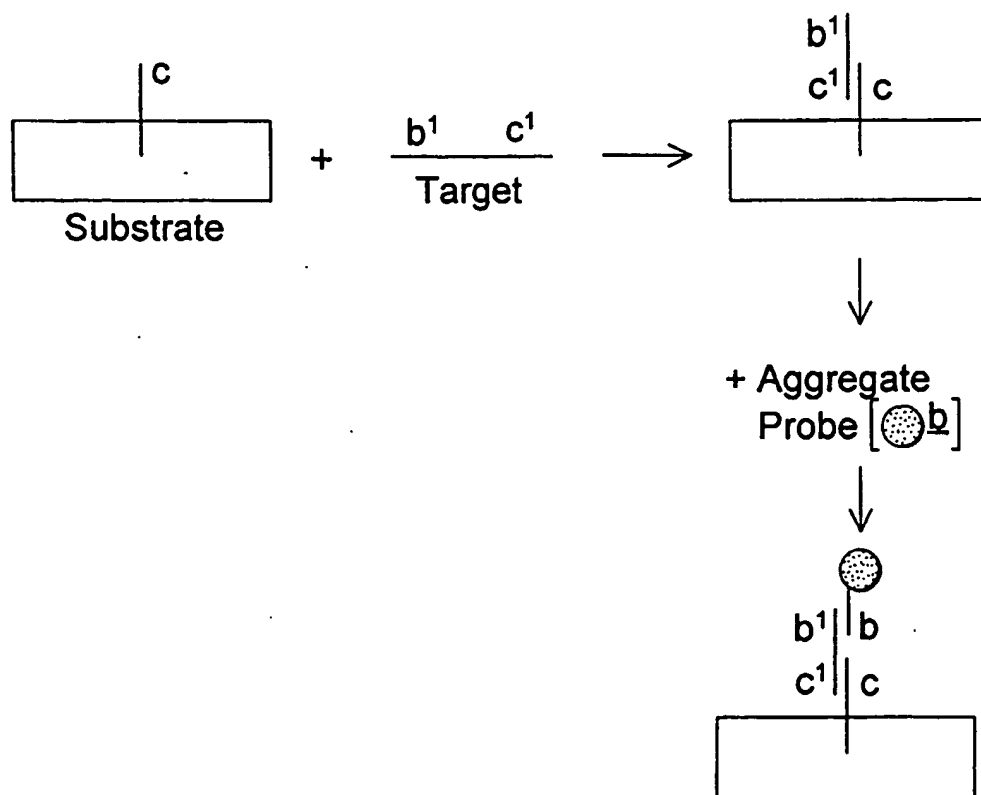 c
Substrate
+
b¹ c¹
Target
b¹
c¹ c
+ Aggregate
Probe [ b]
b¹ b
c¹ c